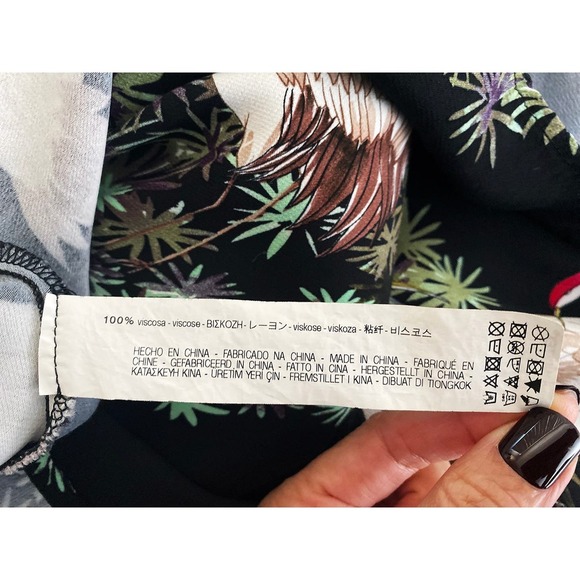 100% viscosa - viscose - ΒΙΣΚΟΖΗ - レーヨン - viskose - viskoza - 粘纤 - 비스코스
HECHO EN CHINA - FABRICADO NA CHINA - MADE IN CHINA - FABRIQUÉ EN
CHINE - GEFABRICEERD IN CHINA - FATTO IN CINA - HERGESTELLT IN CHINA
ΚΑΤΑΣΚΕΥΗ ΚΙΝΑ - URETIM YERI ÇIN - FREMSTILLET I KINA - DIBUAT DI TIONGKOK